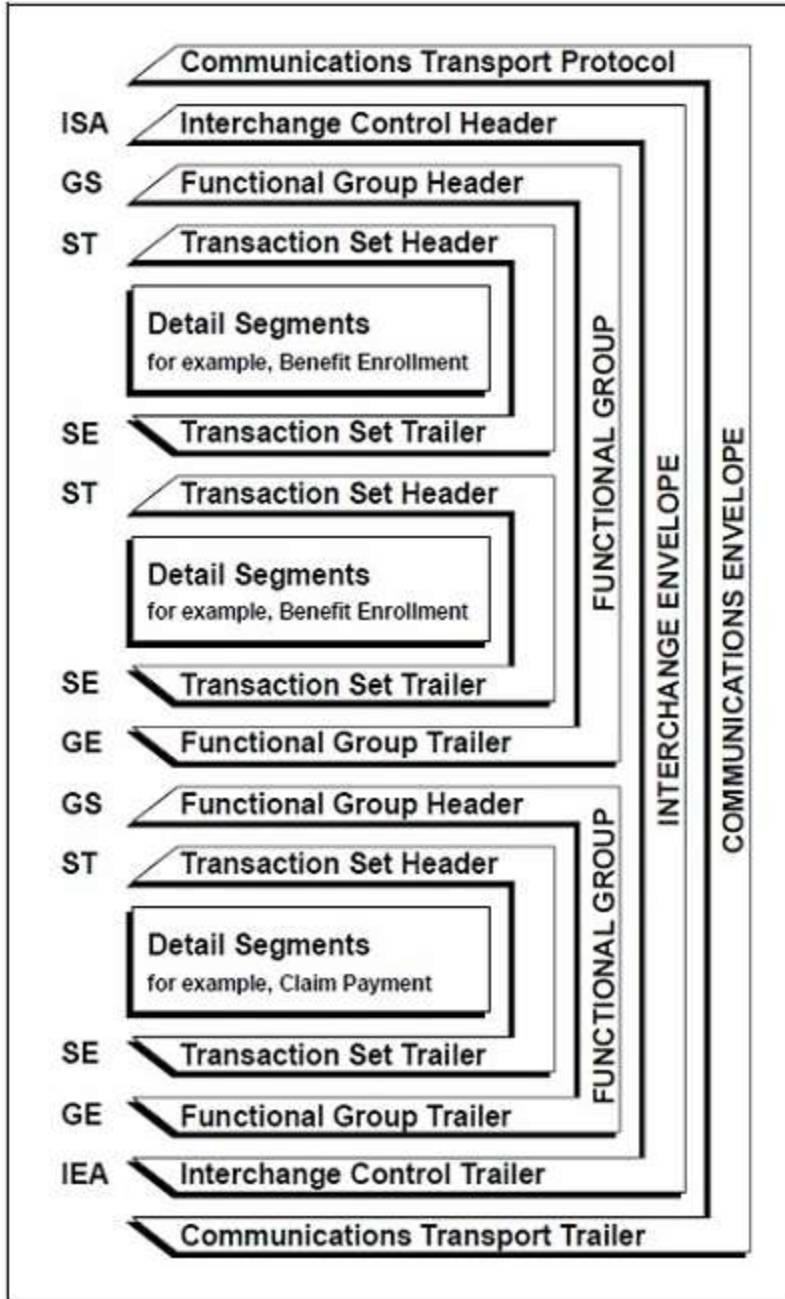 Communications Transport Protocol
ISA Interchange Control Header
GS Functional Group Header
ST Transaction Set Header
Detail Segments
for example, Benefit Enrollment
SE Transaction Set Trailer
ST Transaction Set Header
Detail Segments
for example, Benefit Enrollment
SE Transaction Set Trailer
GE Functional Group Trailer
FUNCTIONAL GROUP
GS Functional Group Header
ST Transaction Set Header
Detail Segments
for example, Claim Payment
SE Transaction Set Trailer
GE Functional Group Trailer
FUNCTIONAL GROUP
IEA Interchange Control Trailer
INTERCHANGE ENVELOPE
Communications Transport Trailer
COMMUNICATIONS ENVELOPE